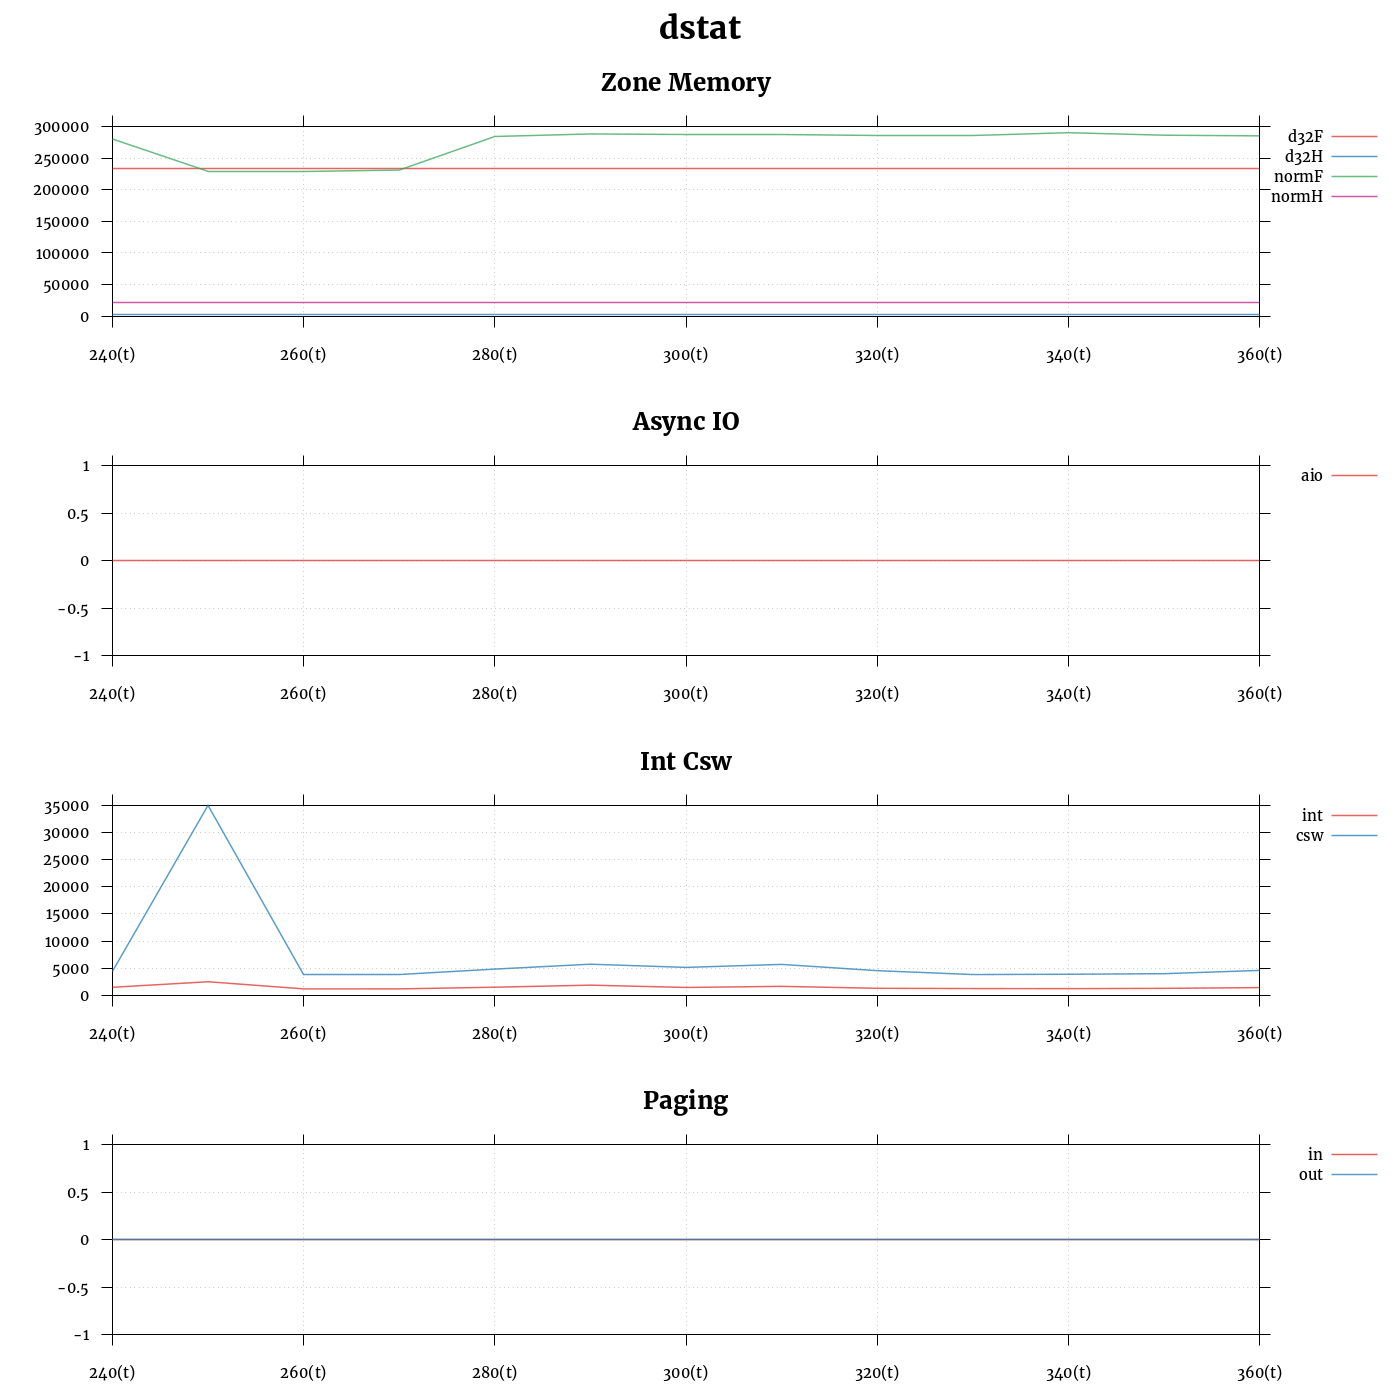 dstat
Zone Memory
300000
250000
200000
150000
100000
50000
0
240(t) 260(t) 280(t) 300(t) 320(t) 340(t) 360(t)
d32F
d32H
normF
normH
Async IO
1
0.5
0
-0.5
-1
240(t) 260(t) 280(t) 300(t) 320(t) 340(t) 360(t)
aio
Int Csw
35000
30000
25000
20000
15000
10000
5000
0
240(t) 260(t) 280(t) 300(t) 320(t) 340(t) 360(t)
int
csw
Paging
1
0.5
0
-0.5
-1
240(t) 260(t) 280(t) 300(t) 320(t) 340(t) 360(t)
in
out